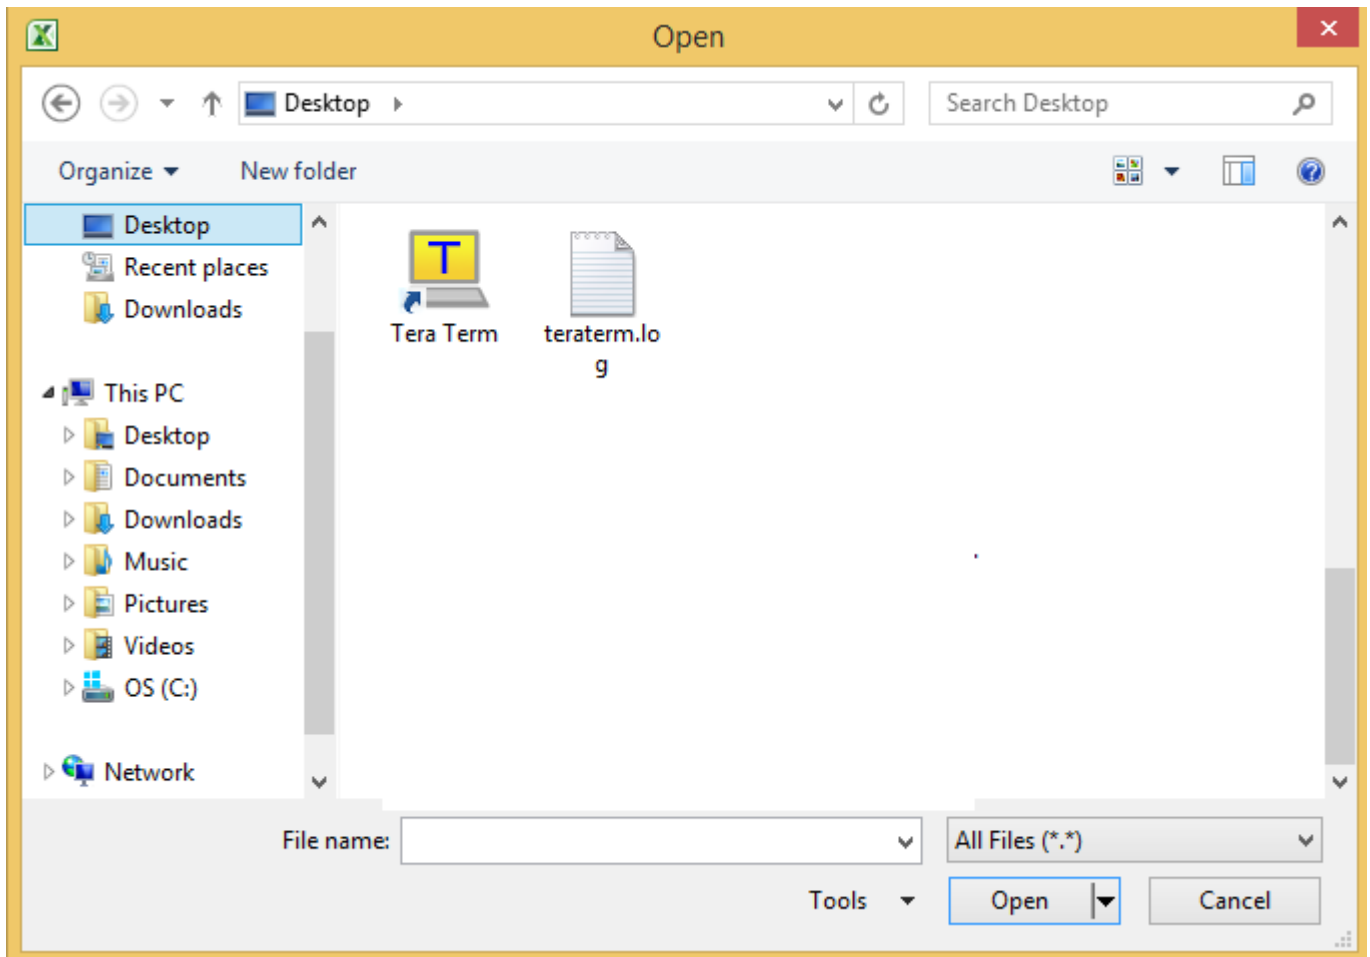 Open
Desktop
Search Desktop
Organize
New folder
Desktop
Recent places
Downloads
This PC
Desktop
Documents
Downloads
Music
Pictures
Videos
OS (C:)
Network
T
Tera Term
teraterm.lo
g
File name:
All Files (*.*)
Tools
Open
Cancel